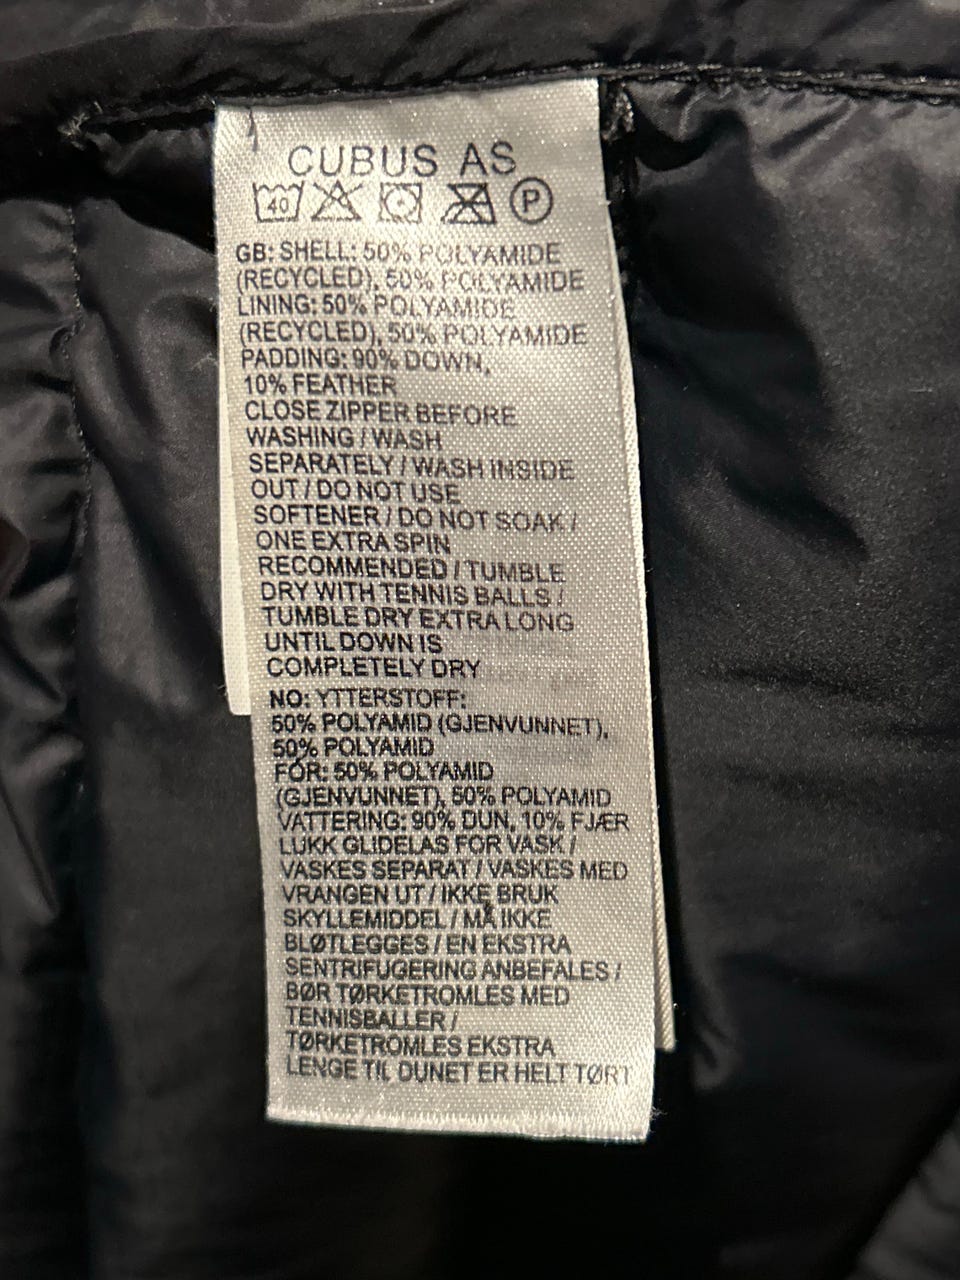 CUBUS AS
40 P
GB: SHELL: 50% POLYAMIDE
(RECYCLED), 50% POLYAMIDE
LINING: 50% POLYAMIDE
(RECYCLED), 50% POLYAMIDE
PADDING: 90% DOWN,
10% FEATHER
CLOSE ZIPPER BEFORE
WASHING / WASH
SEPARATELY / WASH INSIDE
OUT / DO NOT USE
SOFTENER / DO NOT SOAK /
ONE EXTRA SPIN
RECOMMENDED / TUMBLE
DRY WITH TENNIS BALLS /
TUMBLE DRY EXTRA LONG
UNTIL DOWN IS
COMPLETELY DRY
NO: YTTERSTOFF:
50% POLYAMID (GJENVUNNET),
50% POLYAMID
FÓR: 50% POLYAMID
(GJENVUNNET), 50% POLYAMID
VATTERING: 90% DUN, 10% FJÆR
LUKK GLIDELÅS FØR VASK /
VASKES SEPARAT / VASKES MED
VRANGEN UT / IKKE BRUK
SKYLLEMIDDEL / MÅ IKKE
BLØTLEGGES / EN EKSTRA
SENTRIFUGERING ANBEFALES /
BØR TØRKETROMLES MED
TENNISBALLER /
TØRKETROMLES EKSTRA
LENGE TIL DUNET ER HELT TØRT